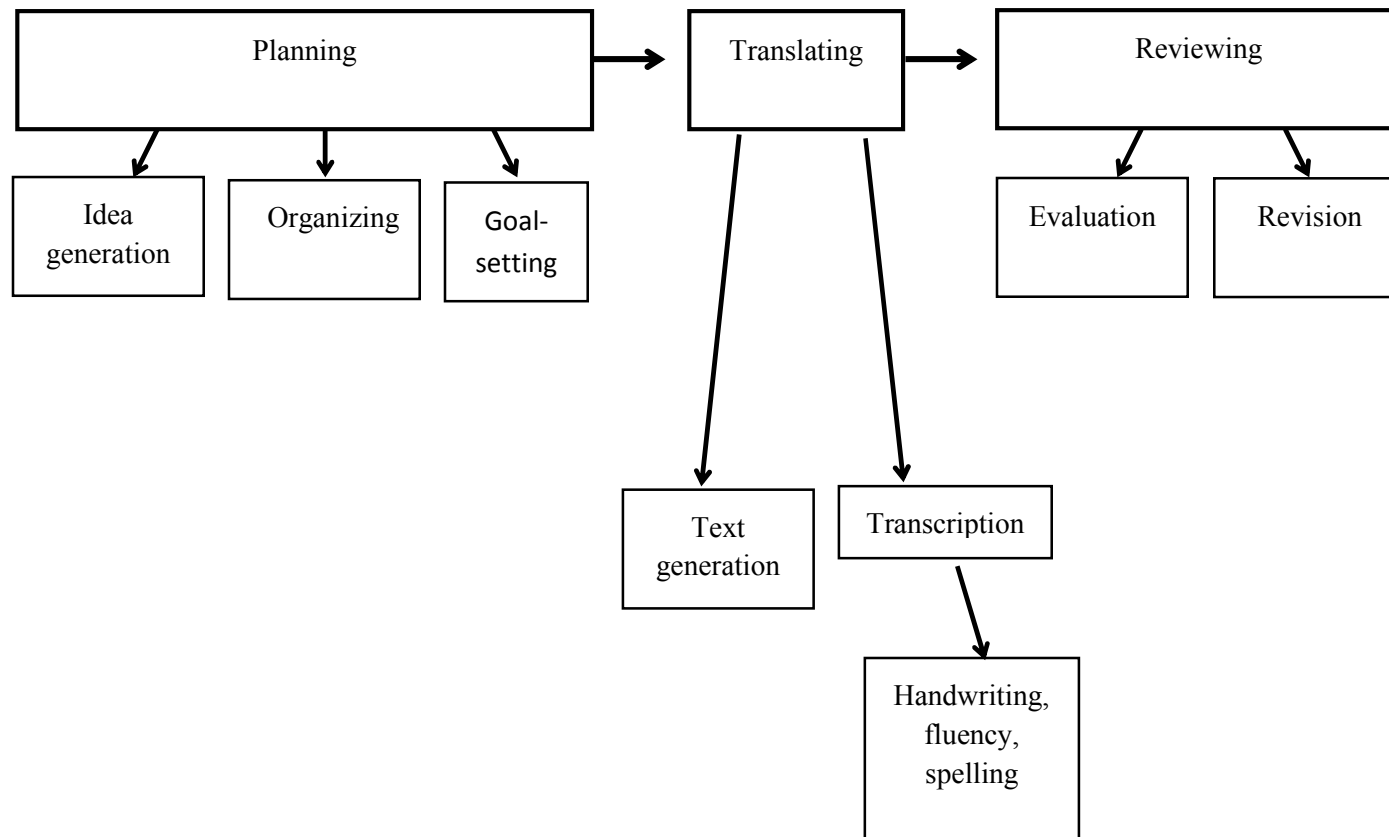 Planning
Translating
Reviewing
Idea
generation
Organizing
Goal-
setting
Evaluation
Revision
Text
generation
Transcription
Handwriting,
fluency,
spelling